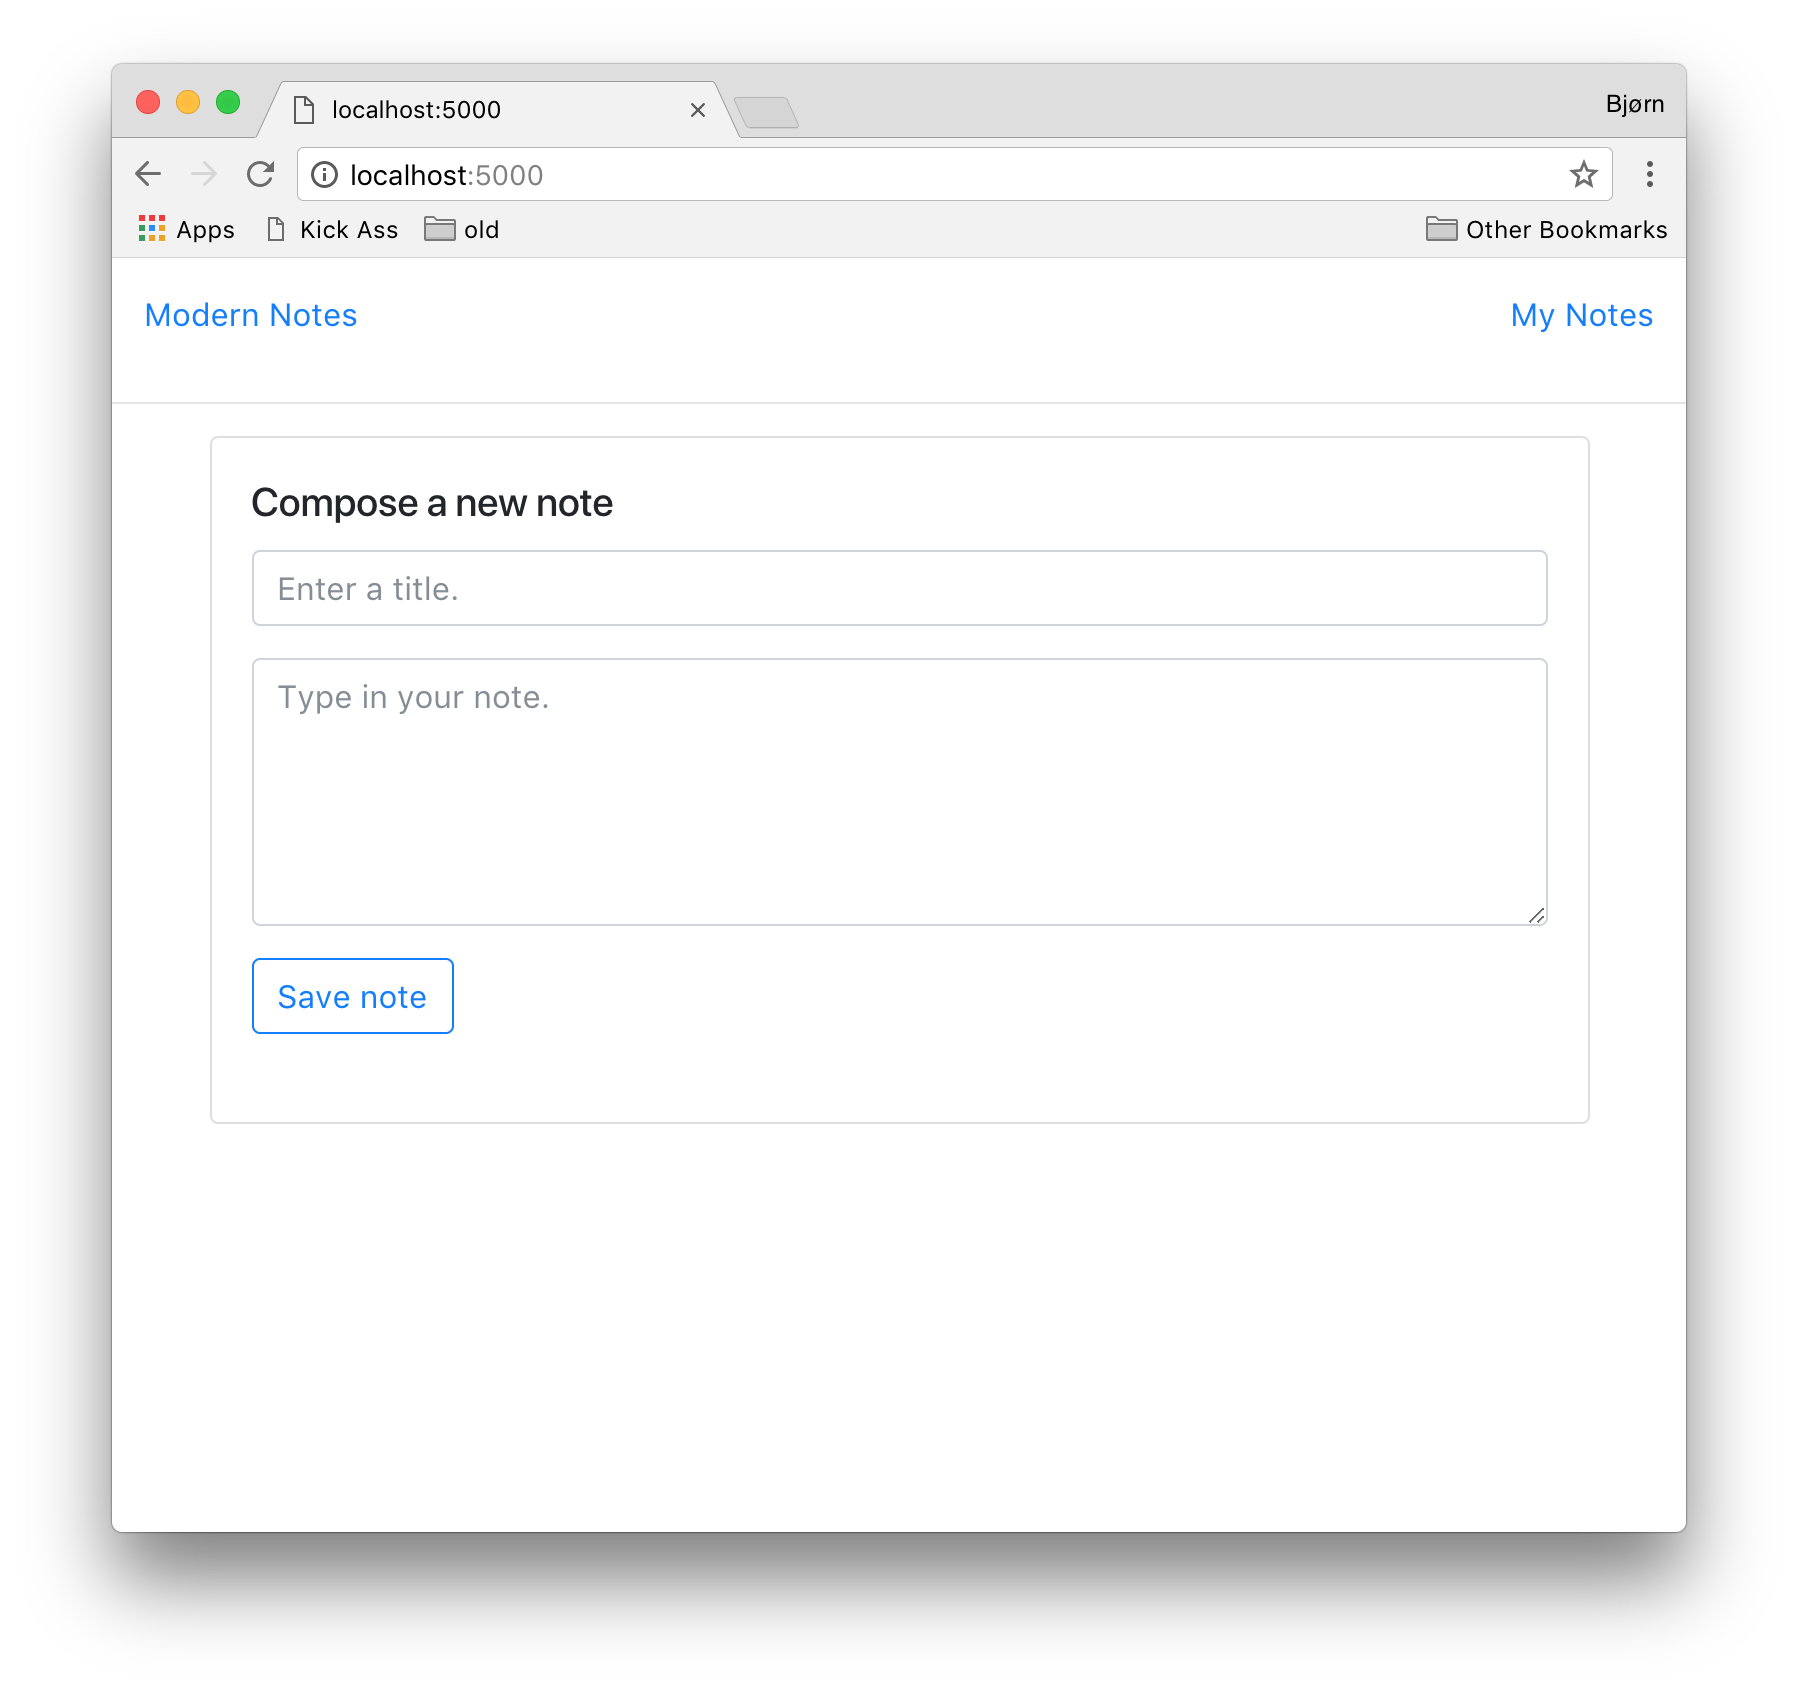 localhost:5000
Bjørn
localhost:5000
Apps Kick Ass old Other Bookmarks
Modern Notes My Notes
Compose a new note
Enter a title.
Type in your note.
Save note